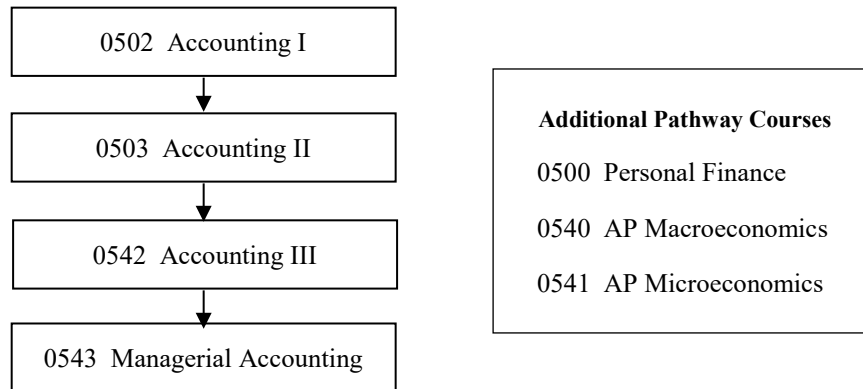 0502 Accounting I
0503 Accounting II
0542 Accounting III
0543 Managerial Accounting
Additional Pathway Courses
0500 Personal Finance
0540 AP Macroeconomics
0541 AP Microeconomics